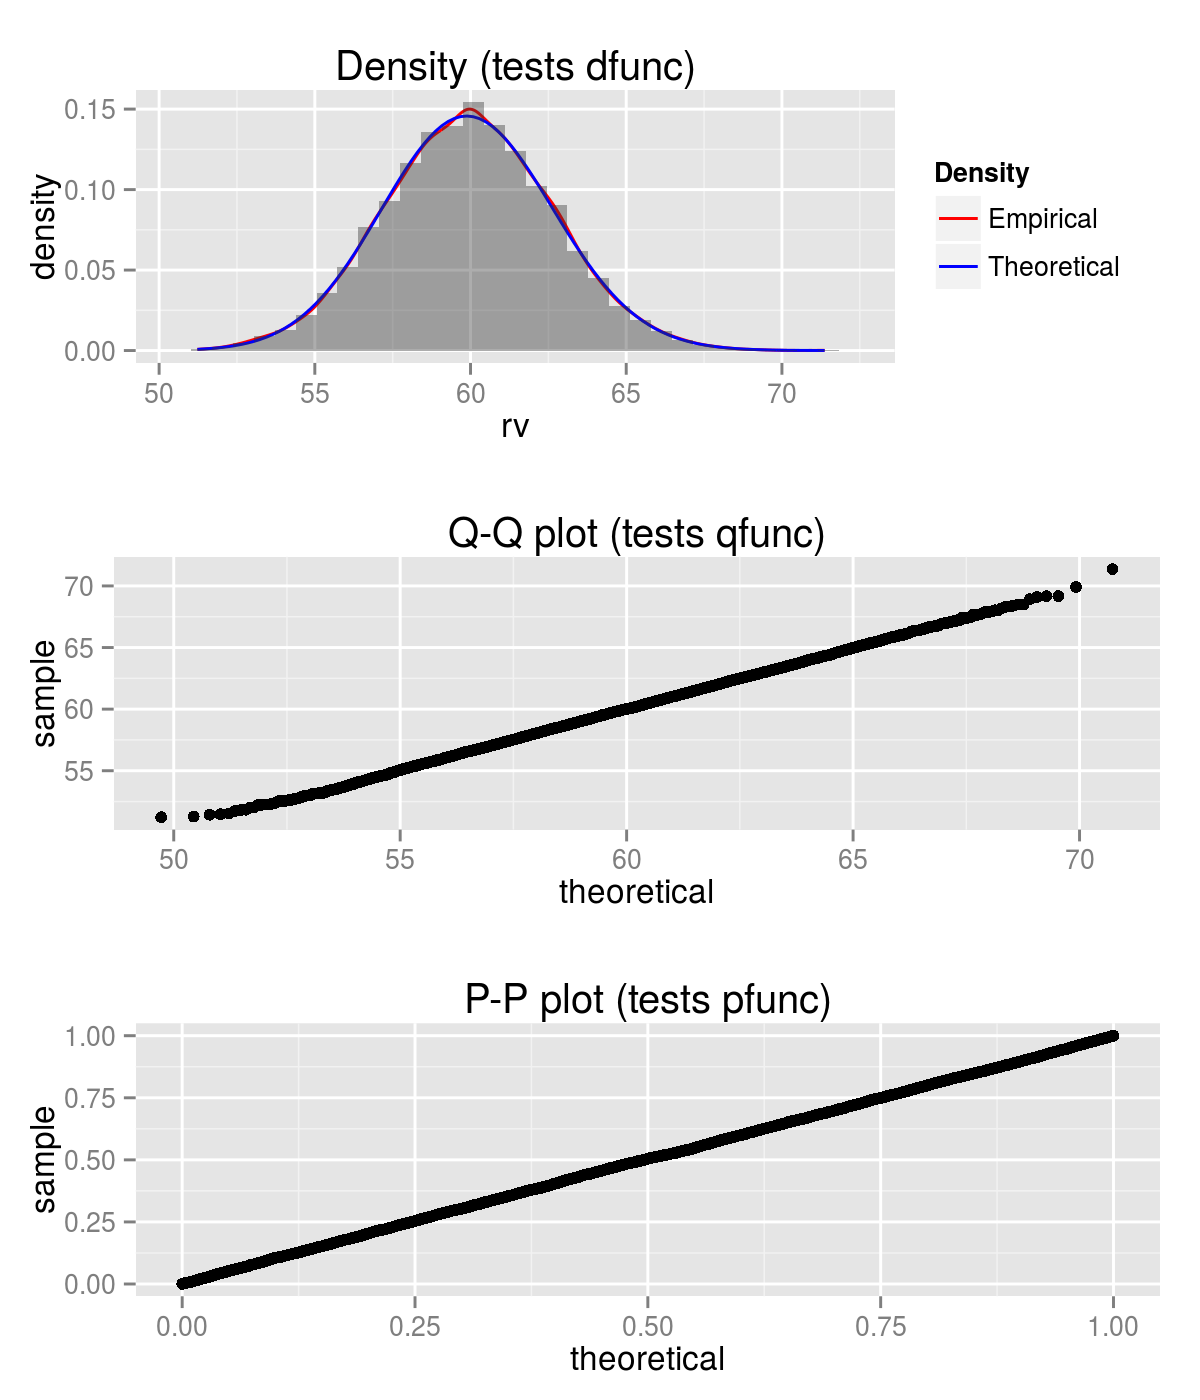 Density (tests dfunc)
0.15
0.10
0.05
0.00
density
50 55 60 65 70
rv
Density
Empirical
Theoretical
Q-Q plot (tests qfunc)
70
65
60
55
sample
50 55 60 65 70
theoretical
P-P plot (tests pfunc)
1.00
0.75
0.50
0.25
0.00
sample
0.00 0.25 0.50 0.75 1.00
theoretical